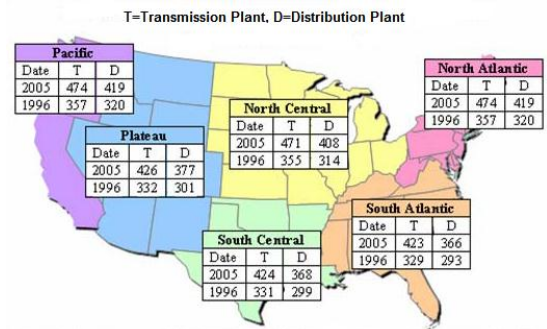 T=Transmission Plant, D=Distribution Plant
Pacific
Date T D
2005 474 419
1996 357 320
North Atlantic
Date T D
2005 474 419
1996 357 320
North Central
Date T D
2005 471 408
1996 355 314
Plateau
Date T D
2005 426 377
1996 332 301
South Atlantic
Date T D
2005 423 366
1996 329 293
South Central
Date T D
2005 424 368
1996 331 299